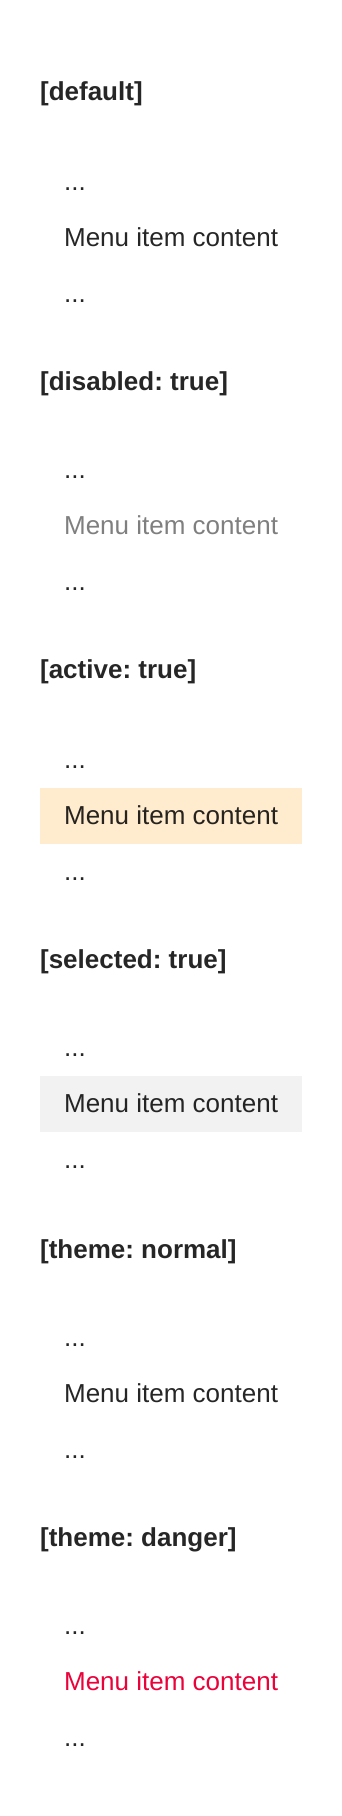 [default]
...
Menu item content
...
[disabled: true]
...
Menu item content
...
[active: true]
...
Menu item content
...
[selected: true]
...
Menu item content
...
[theme: normal]
...
Menu item content
...
[theme: danger]
...
Menu item content
...